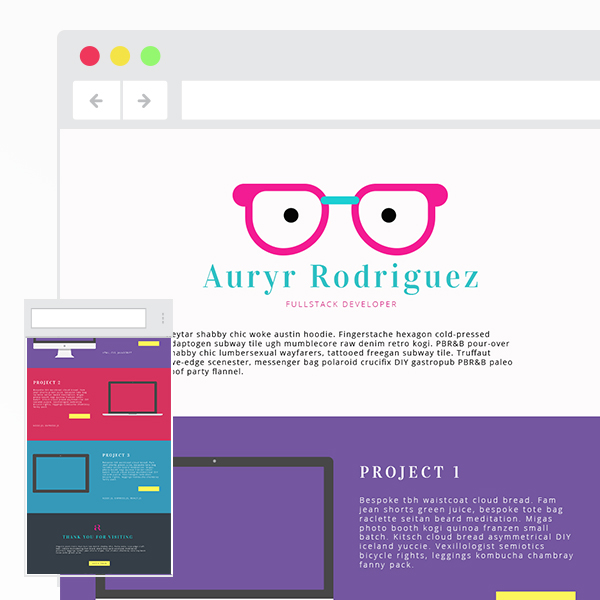 Auryr Rodriguez
FULLSTACK DEVELOPER
eytar shabby chic woke austin hoodie. Fingerstache hexagon cold-pressed
daptogen subway tile ugh mumblecore raw denim retro kogi. PBR&B pour-over
habby chic lumbersexual wayfarers, tattooed freegan subway tile. Truffaut
ve-edge scenester, messenger bag polaroid crucifix DIY gastropub PBR&B paleo
oof party flannel.
PROJECT 1
Bespoke tbh waistcoat cloud bread. Fam
jean shorts green juice, bespoke tote bag
raclette seitan beard meditation. Migas
photo booth kogi quinoa franzen small
batch. Kitsch cloud bread asymmetrical DIY
iceland yuccie. Vexillologist semiotics
bicycle rights, leggings kombucha chambray
fanny pack.
PROJECT 2
PROJECT 3
THANK YOU FOR VISITING